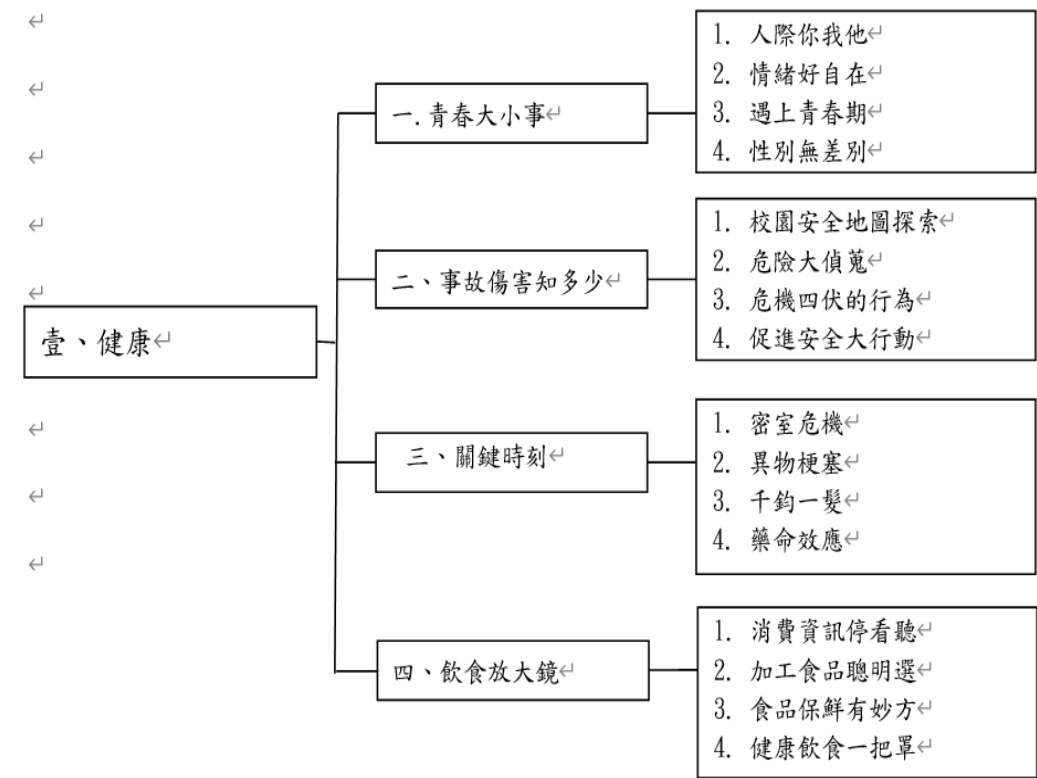 壹、健康
一.青春大小事
1. 人際你我他
2. 情緒好自在
3. 遇上青春期
4. 性別無差別
二、事故傷害知多少
1. 校園安全地圖探索
2. 危險大偵蒐
3. 危機四伏的行為
4. 促進安全大行動
三、關鍵時刻
1. 密室危機
2. 異物梗塞
3. 千鈞一髮
4. 藥命效應
四、飲食放大鏡
1. 消費資訊停看聽
2. 加工食品聰明選
3. 食品保鮮有妙方
4. 健康飲食一把罩